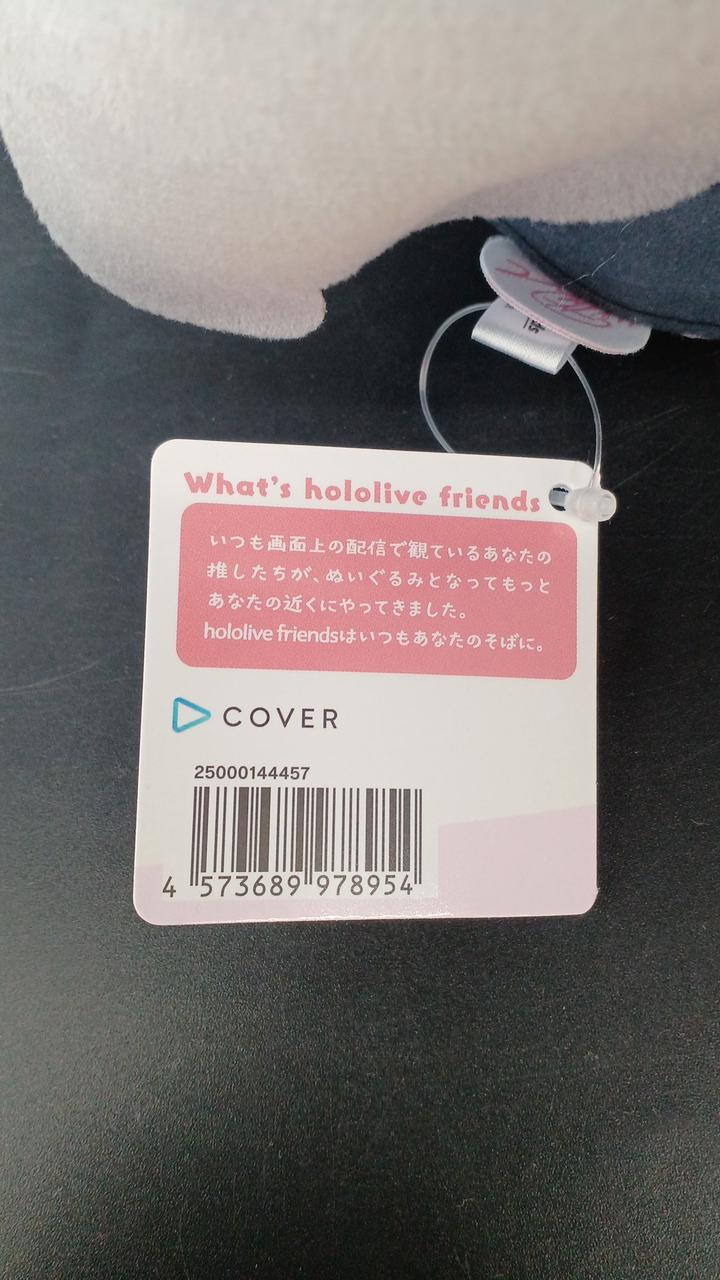 What's hololive friends
いつも画面上の配信で観ているあなたの
推したちが、ぬいぐるみとなってもっと
あなたの近くにやってきました。
hololive friendsはいつもあなたのそばに。
COVER
25000144457
4 573689 978954